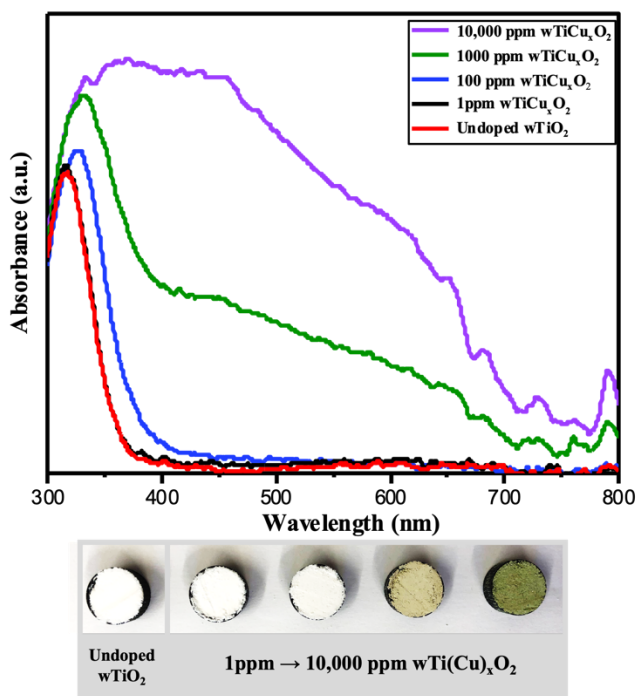 10,000 ppm wTiCuₓO₂
1000 ppm wTiCuₓO₂
100 ppm wTiCuₓO₂
1ppm wTiCuₓO₂
Undoped wTiO₂
Absorbance (a.u.)
300 400 500 600 700 800
Wavelength (nm)
Undoped
wTiO₂
1ppm → 10,000 ppm wTi(Cu)ₓO₂